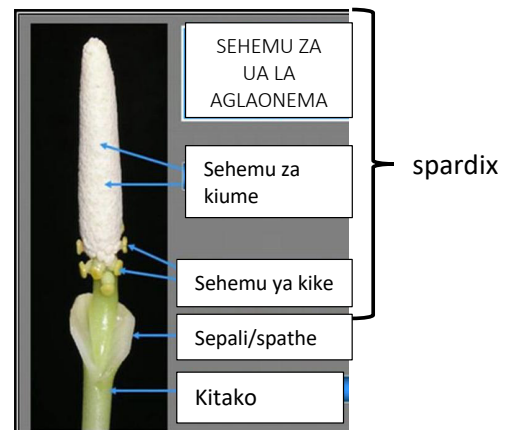 SEHEMU ZA
UA LA
AGLAONEMA
spardix
Sehemu za
kiume
Sehemu ya kike
Sepali/spathe
Kitako